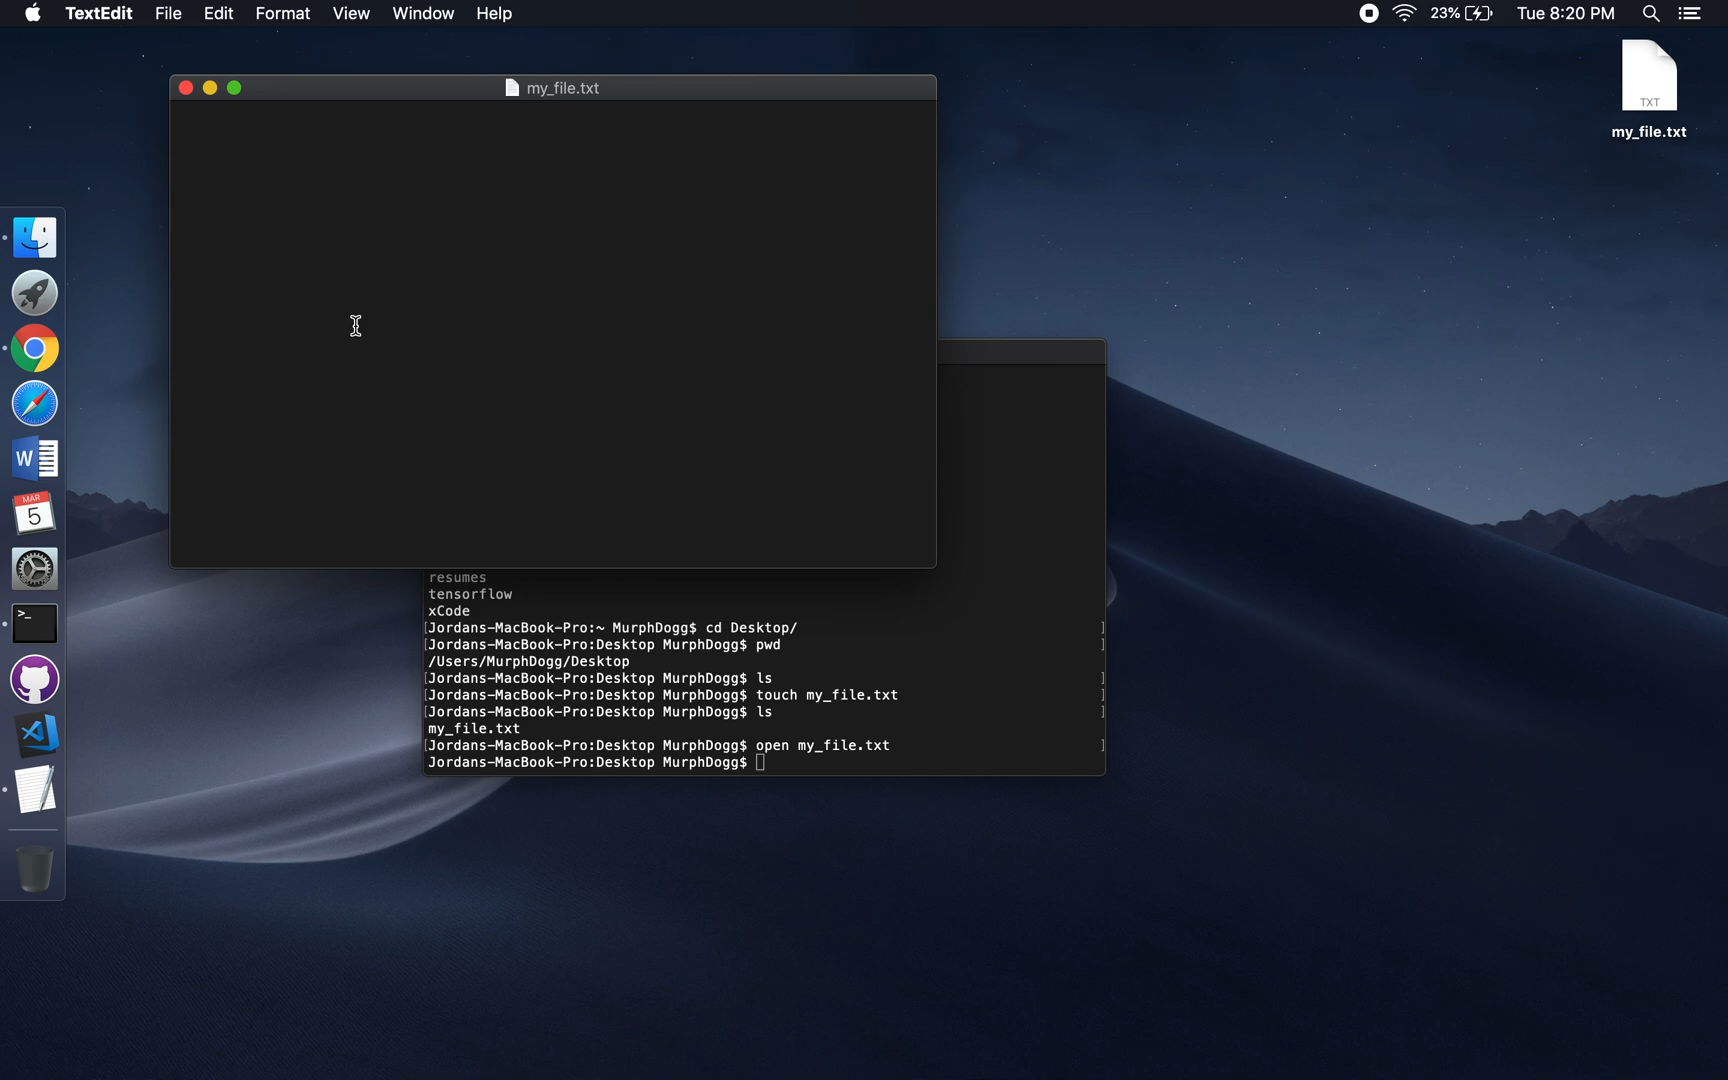 TextEdit File Edit Format View Window Help 23% Tue 8:20 PM
TXT
my_file.txt
my_file.txt
W
MAR
5
>_
resumes
tensorflow
xCode
[Jordans-MacBook-Pro:~ MurphDogg$ cd Desktop/ ]
[Jordans-MacBook-Pro:Desktop MurphDogg$ pwd ]
/Users/MurphDogg/Desktop
[Jordans-MacBook-Pro:Desktop MurphDogg$ ls ]
[Jordans-MacBook-Pro:Desktop MurphDogg$ touch my_file.txt ]
[Jordans-MacBook-Pro:Desktop MurphDogg$ ls ]
my_file.txt
[Jordans-MacBook-Pro:Desktop MurphDogg$ open my_file.txt ]
Jordans-MacBook-Pro:Desktop MurphDogg$